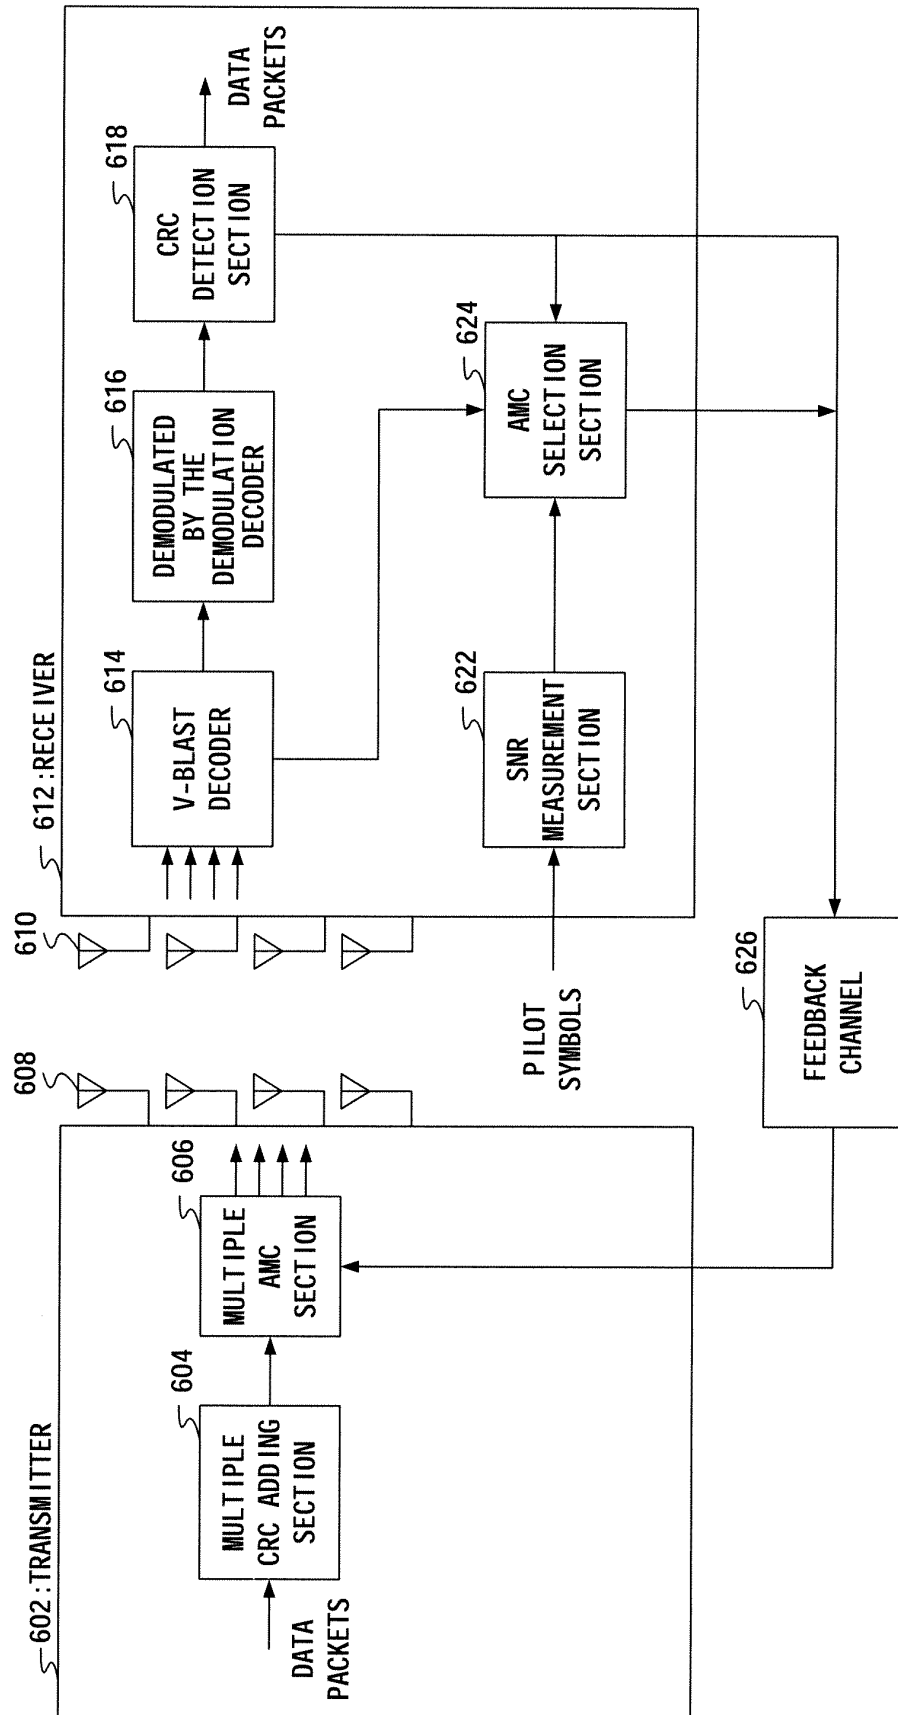 602:TRANSMITTER
DATA
PACKETS
604
MULTIPLE
CRC ADDING
SECTION
606
MULTIPLE
AMC
SECTION
608
610
612:RECEIVER
614
V-BLAST
DECODER
616
DEMODULATED
BY THE
DEMODULATION
DECODER
618
CRC
DETECTION
SECTION
DATA
PACKETS
PILOT
SYMBOLS
622
SNR
MEASUREMENT
SECTION
624
AMC
SELECTION
SECTION
626
FEEDBACK
CHANNEL